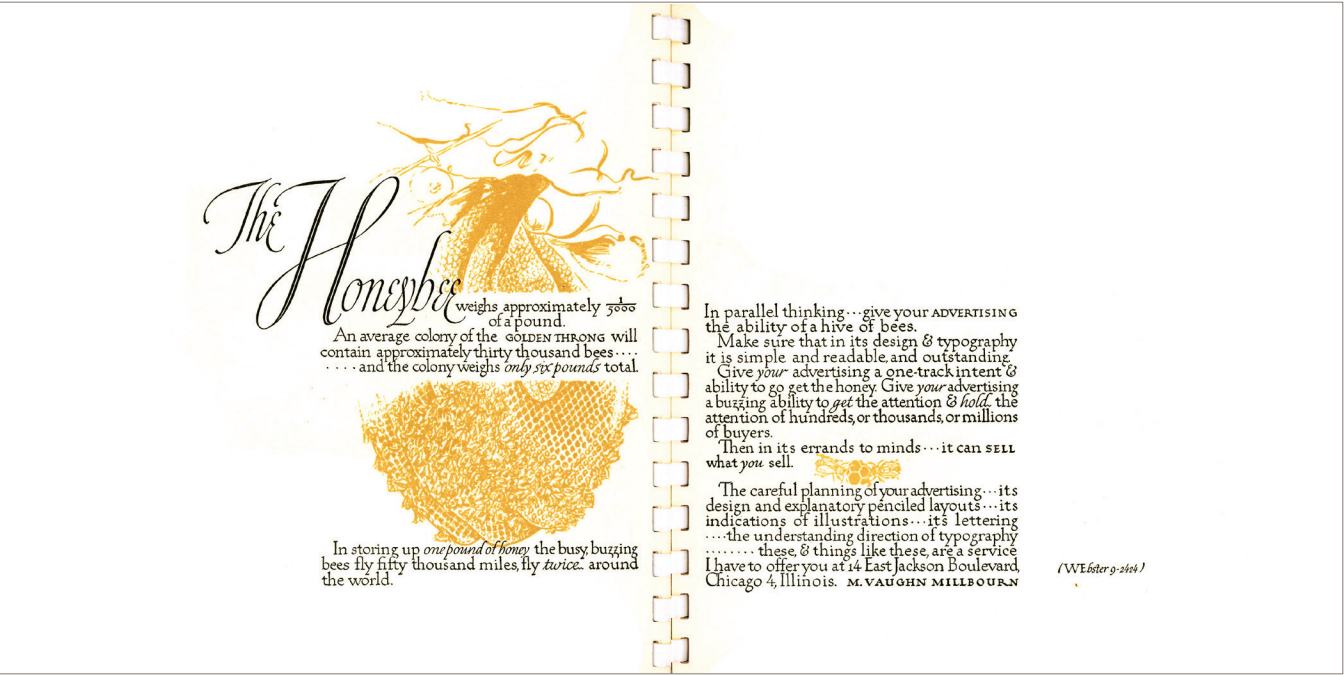 The Honeybee weighs approximately 1/5000
of a pound.
An average colony of the GOLDEN THRONG will
contain approximately thirty thousand bees ····
···· and the colony weighs only six pounds total.
In storing up one pound of honey the busy, buzzing
bees fly fifty thousand miles, fly twice.. around
the world.
In parallel thinking ··· give your ADVERTISING
the ability of a hive of bees.
Make sure that in its design & typography
it is simple and readable, and outstanding.
Give your advertising a one-track intent &
ability to go get the honey. Give your advertising
a buzzing ability to get the attention & hold.. the
attention of hundreds, or thousands, or millions
of buyers.
Then in its errands to minds ··· it can SELL
what you sell.
The careful planning of your advertising ··· its
design and explanatory penciled layouts ··· its
indications of illustrations ··· its lettering
···· the understanding direction of typography
········ these, & things like these, are a service
I have to offer you at 14 East Jackson Boulevard,
Chicago 4, Illinois. M. VAUGHN MILLBOURN
(WEbster 9-2424)